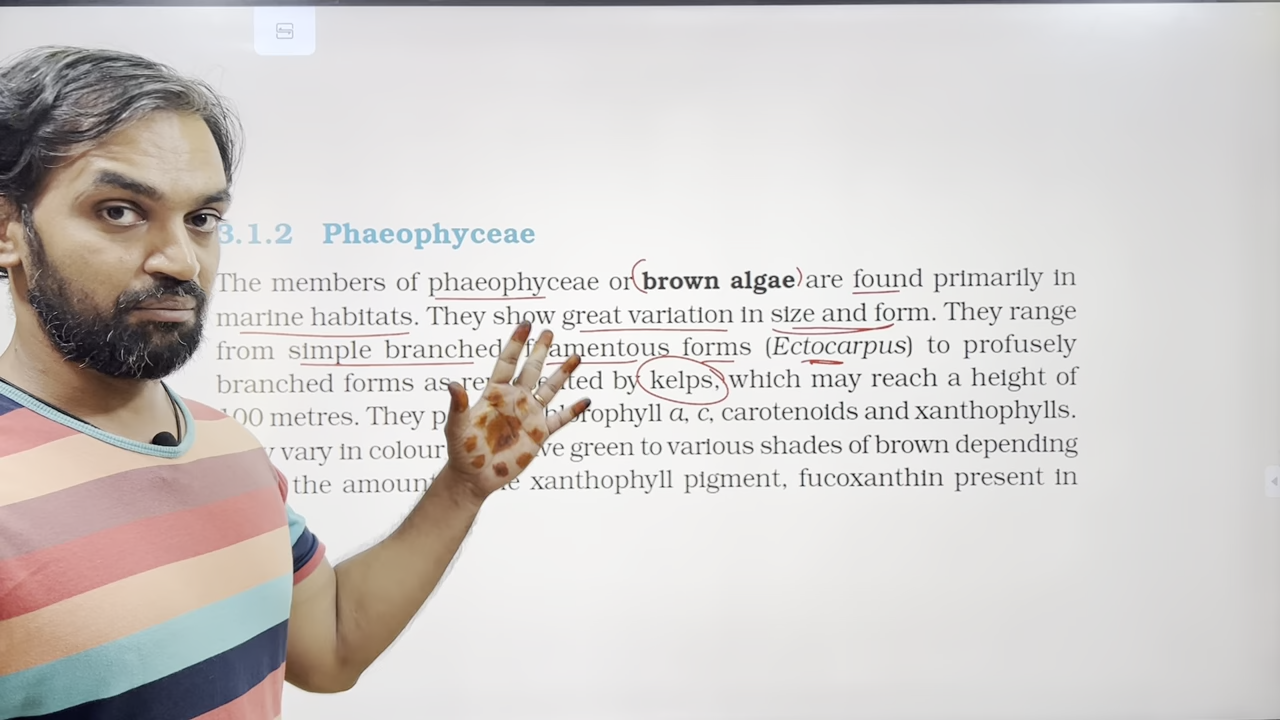 3.1.2 Phaeophyceae
The members of phaeophyceae or brown algae are found primarily in
marine habitats. They show great variation in size and form. They range
from simple branched filamentous forms (Ectocarpus) to profusely
branched forms as represented by kelps, which may reach a height of
100 metres. They chlorophyll a, c, carotenoids and xanthophylls.
vary in colour green to various shades of brown depending
the amount xanthophyll pigment, fucoxanthin present in